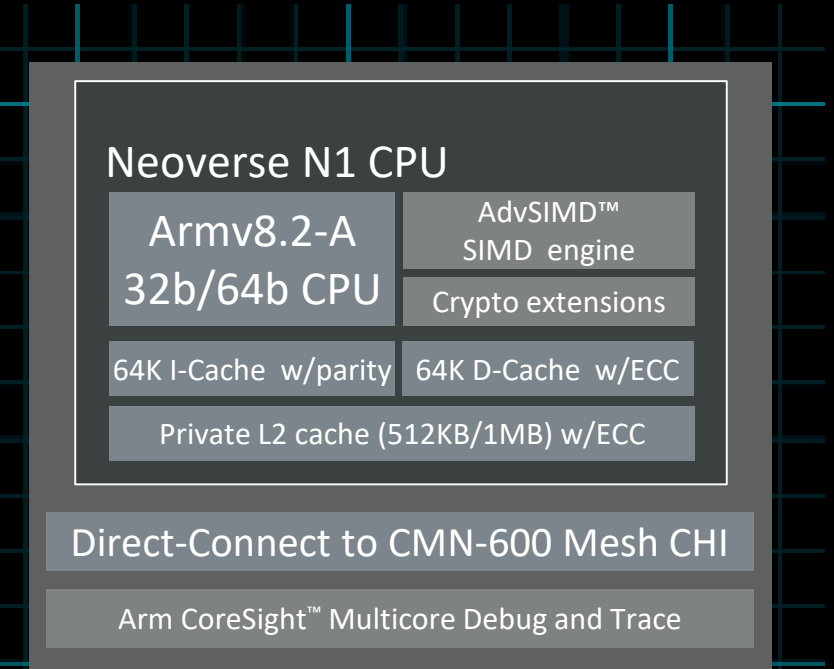 Neoverse N1 CPU
Armv8.2-A
32b/64b CPU
AdvSIMD™
SIMD engine
Crypto extensions
64K I-Cache w/parity
64K D-Cache w/ECC
Private L2 cache (512KB/1MB) w/ECC
Direct-Connect to CMN-600 Mesh CHI
Arm CoreSight™ Multicore Debug and Trace